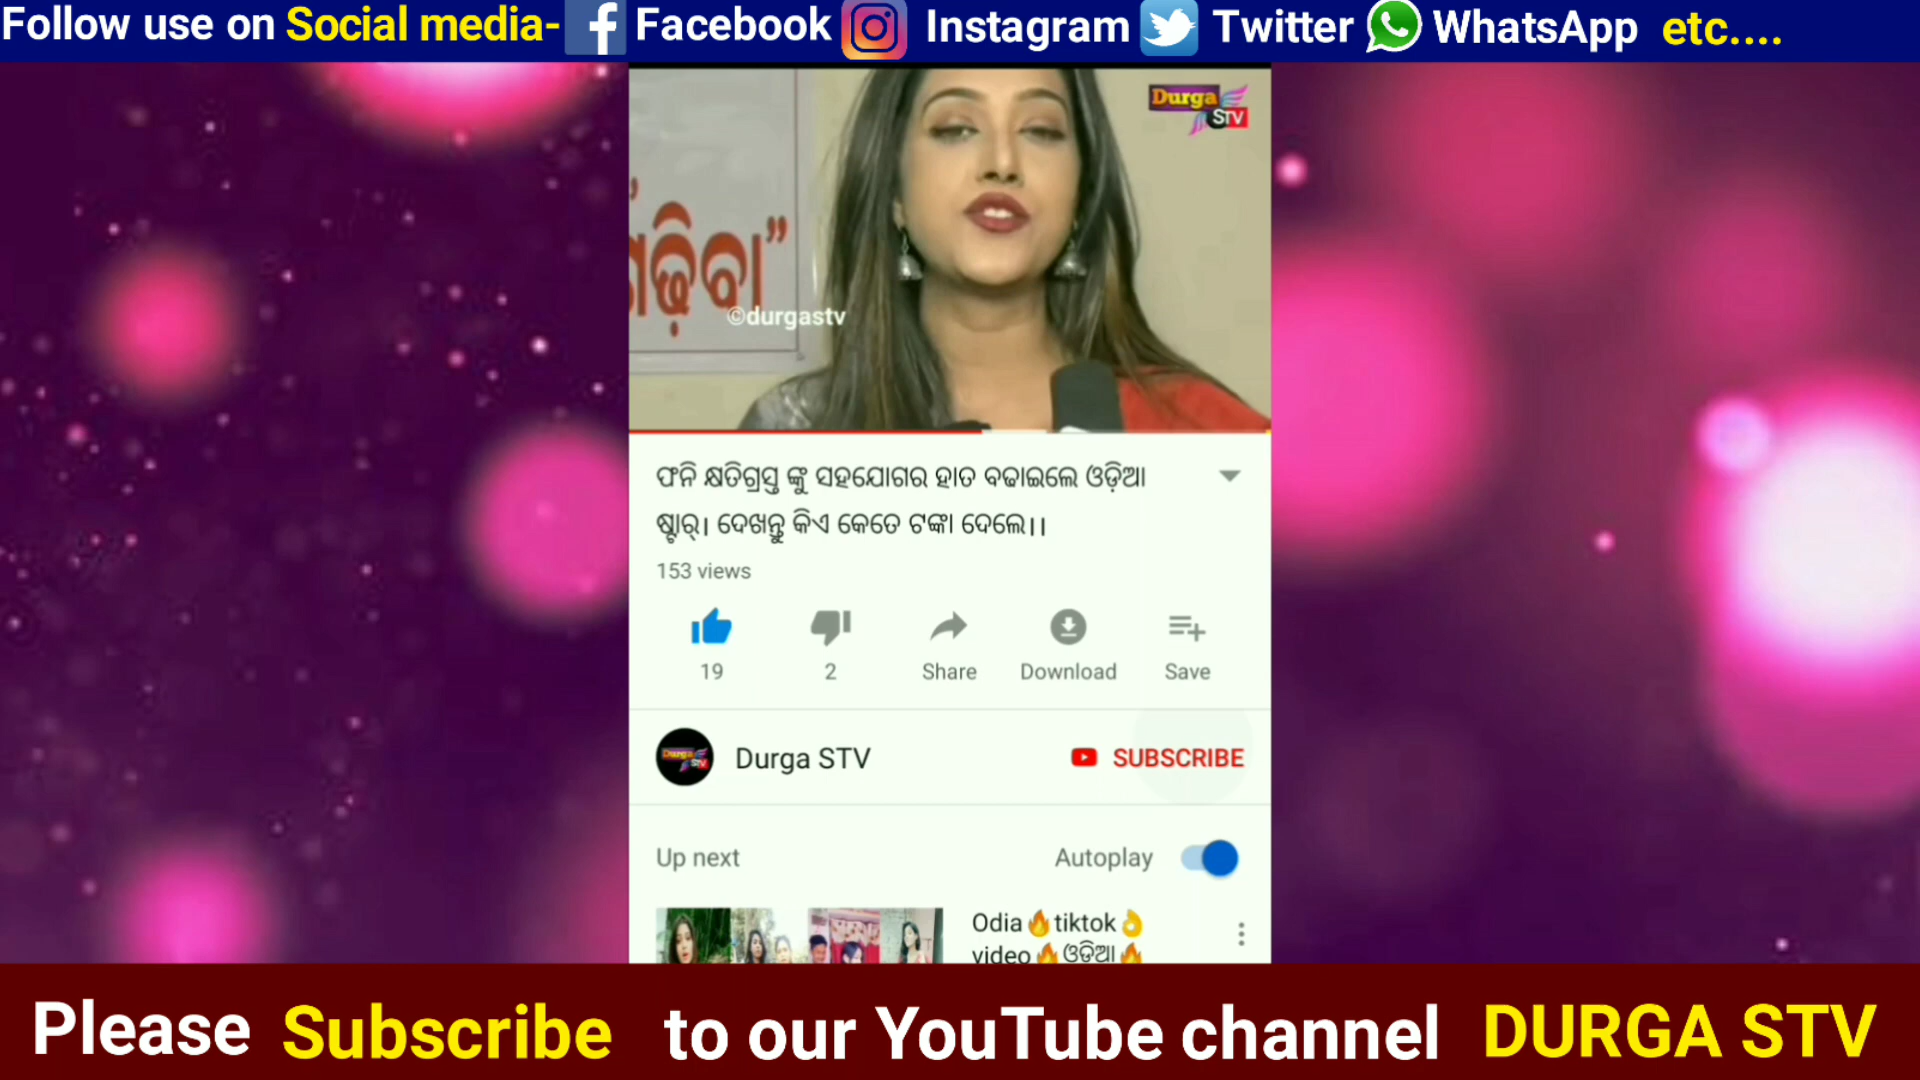 Follow use on Social media- Facebook Instagram Twitter WhatsApp etc....
Durga
STV
ଗଢ଼ିବା”
©durgastv
ଫନି କ୍ଷତିଗ୍ରସ୍ତ ଙ୍କୁ ସହଯୋଗର ହାତ ବଢାଇଲେ ଓଡ଼ିଆ
ଷ୍ଟାର୍। ଦେଖନ୍ତୁ କିଏ କେତେ ଟଙ୍କା ଦେଲେ।।
153 views
19 2 Share Download Save
Durga STV SUBSCRIBE
Up next Autoplay
Odia🔥tiktok👌
video🔥ଓଡିଆ🔥
Please Subscribe to our YouTube channel DURGA STV